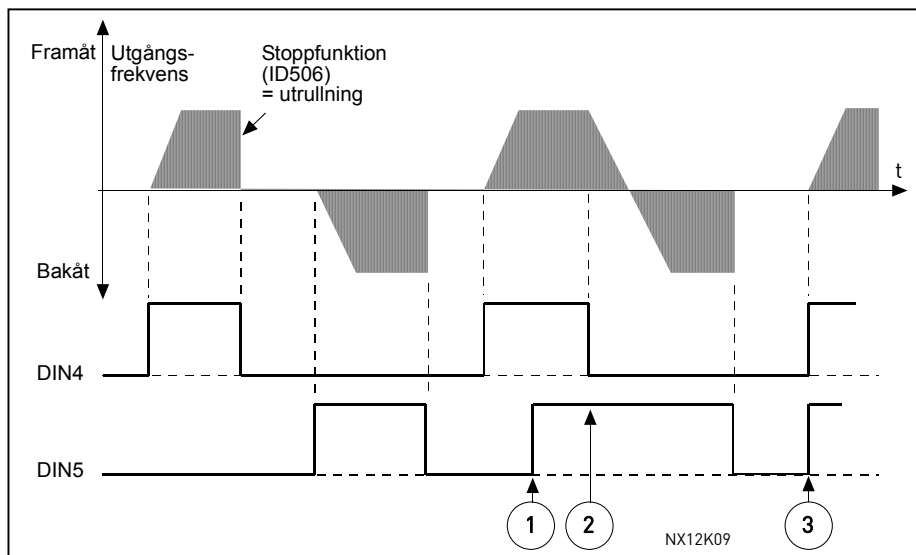 Framåt
Utgångs-
frekvens
Stoppfunktion
(ID506)
= utrullning
t
Bakåt
DIN4
DIN5
1
2
3
NX12K09